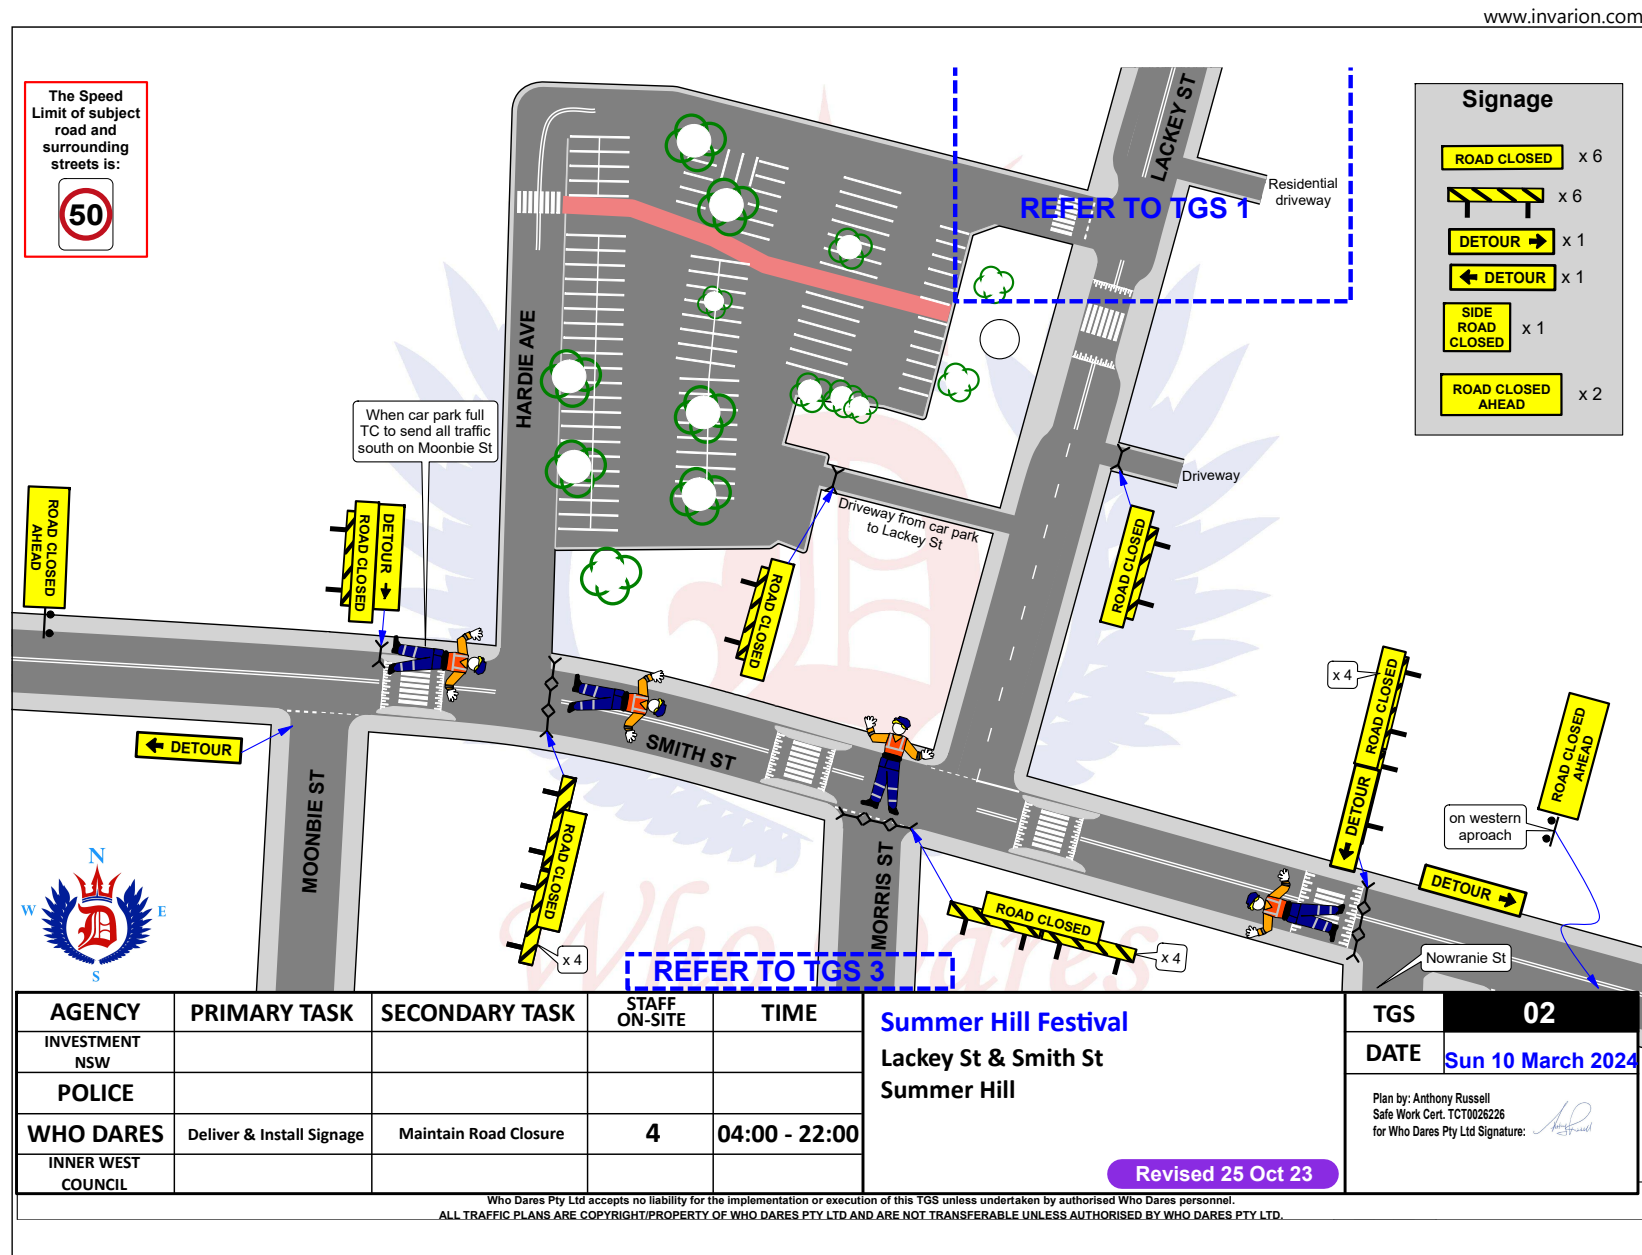 www.invarion.com
The Speed
Limit of subject
road and
surrounding
streets is:
50
Signage
ROAD CLOSED x 6
x 6
DETOUR x 1
DETOUR x 1
SIDE
ROAD
CLOSED
x 1
ROAD CLOSED
AHEAD
x 2
LACKEY ST
Residential
driveway
REFER TO TGS 1
HARDIE AVE
When car park full
TC to send all traffic
south on Moonbie St
ROAD CLOSED
AHEAD
ROAD CLOSED
DETOUR
Driveway from car park
to Lackey St
ROAD CLOSED
Driveway
ROAD CLOSED
x 4
ROAD CLOSED
DETOUR
ROAD CLOSED
AHEAD
on western
aproach
DETOUR
DETOUR
SMITH ST
MOONBIE ST
ROAD CLOSED
x 4
MORRIS ST
ROAD CLOSED
x 4
Nowranie St
N
W
E
S
D
Who Dares
REFER TO TGS 3
AGENCY PRIMARY TASK SECONDARY TASK STAFF
ON-SITE TIME
INVESTMENT
NSW
POLICE
WHO DARES Deliver & Install Signage Maintain Road Closure 4 04:00 - 22:00
INNER WEST
COUNCIL
Summer Hill Festival
Lackey St & Smith St
Summer Hill
Revised 25 Oct 23
TGS 02
DATE Sun 10 March 2024
Plan by: Anthony Russell
Safe Work Cert. TCT0026226
for Who Dares Pty Ltd Signature:
Who Dares Pty Ltd accepts no liability for the implementation or execution of this TGS unless undertaken by authorised Who Dares personnel.
ALL TRAFFIC PLANS ARE COPYRIGHT/PROPERTY OF WHO DARES PTY LTD AND ARE NOT TRANSFERABLE UNLESS AUTHORISED BY WHO DARES PTY LTD.